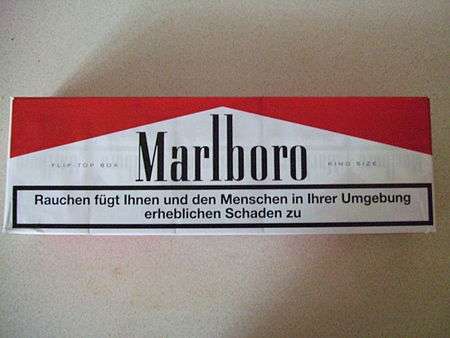 Marlboro
FLIP TOP BOX KING SIZE
Rauchen fügt Ihnen und den Menschen in Ihrer Umgebung
erheblichen Schaden zu